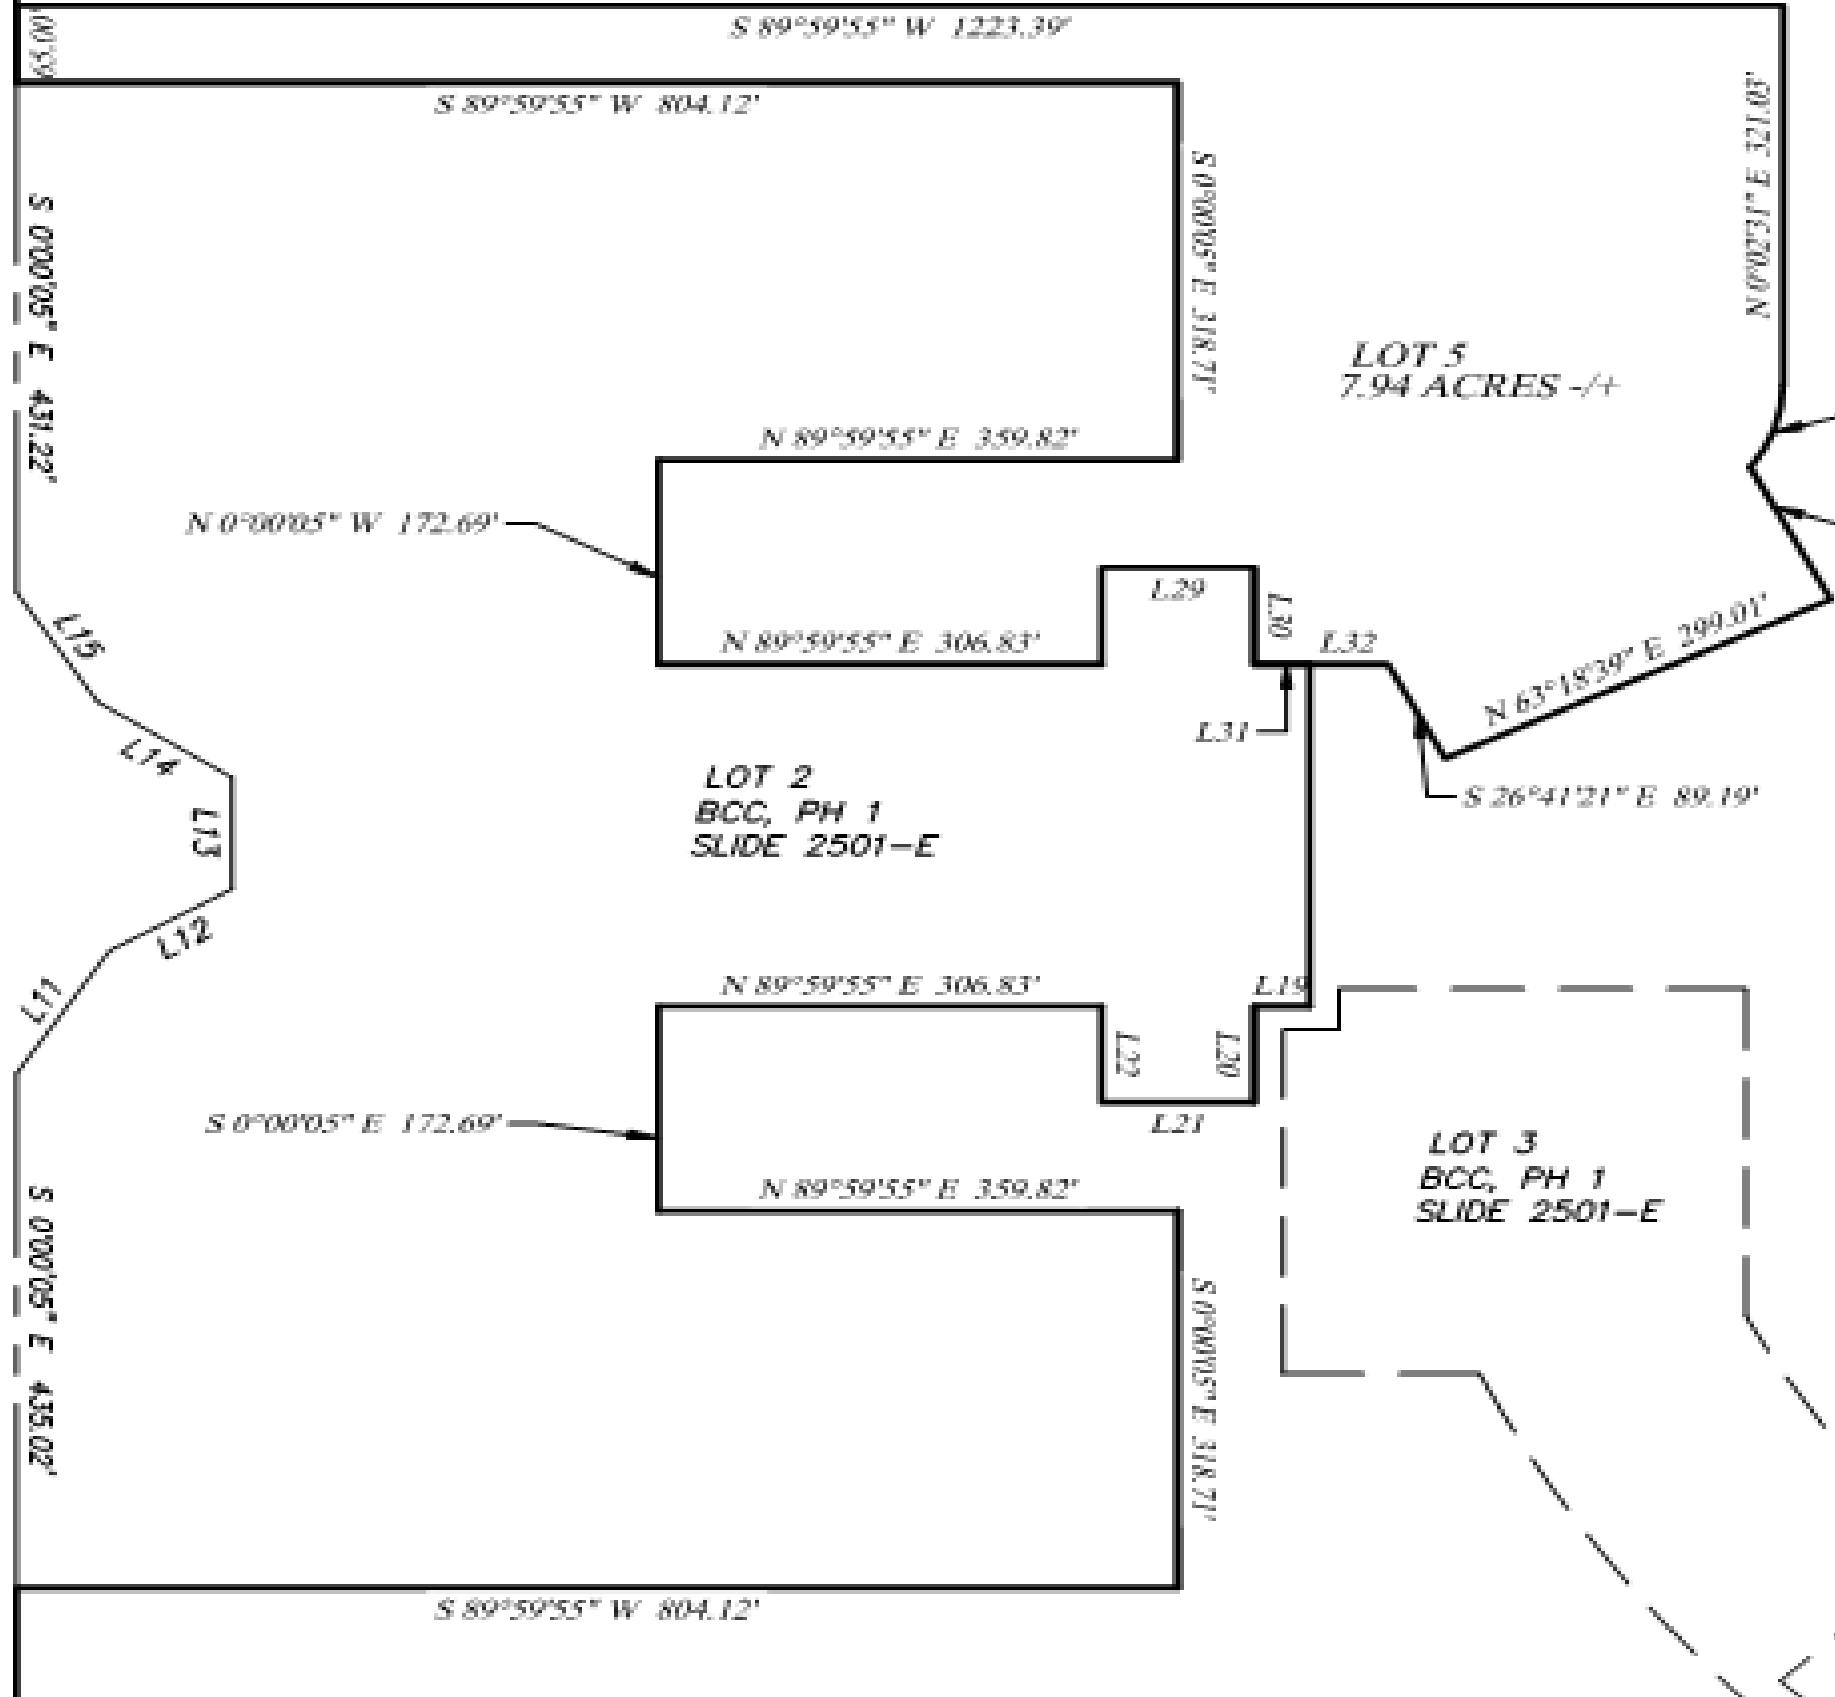 S 89°59'55" W 1223.39'
65.00'
S 89°59'55" W 804.12'
N 0°02'31" E 321.05'
S 0°00'05" E 318.71'
S 0°00'05" E 451.22'
LOT 5
7.94 ACRES -/+
N 89°59'55" E 359.82'
N 0°00'05" W 172.69'
L29
L30
L15
N 89°59'55" E 306.83'
L32
N 63°18'39" E 299.01'
L31
L14
LOT 2
BCC, PH 1
SLIDE 2501-E
S 26°41'21" E 89.19'
L13
L12
L11
N 89°59'55" E 306.83'
L19
L22
L20
S 0°00'05" E 172.69'
L21
LOT 3
BCC, PH 1
SLIDE 2501-E
N 89°59'55" E 359.82'
S 0°00'05" E 435.02'
S 0°00'05" E 318.71'
S 89°59'55" W 804.12'